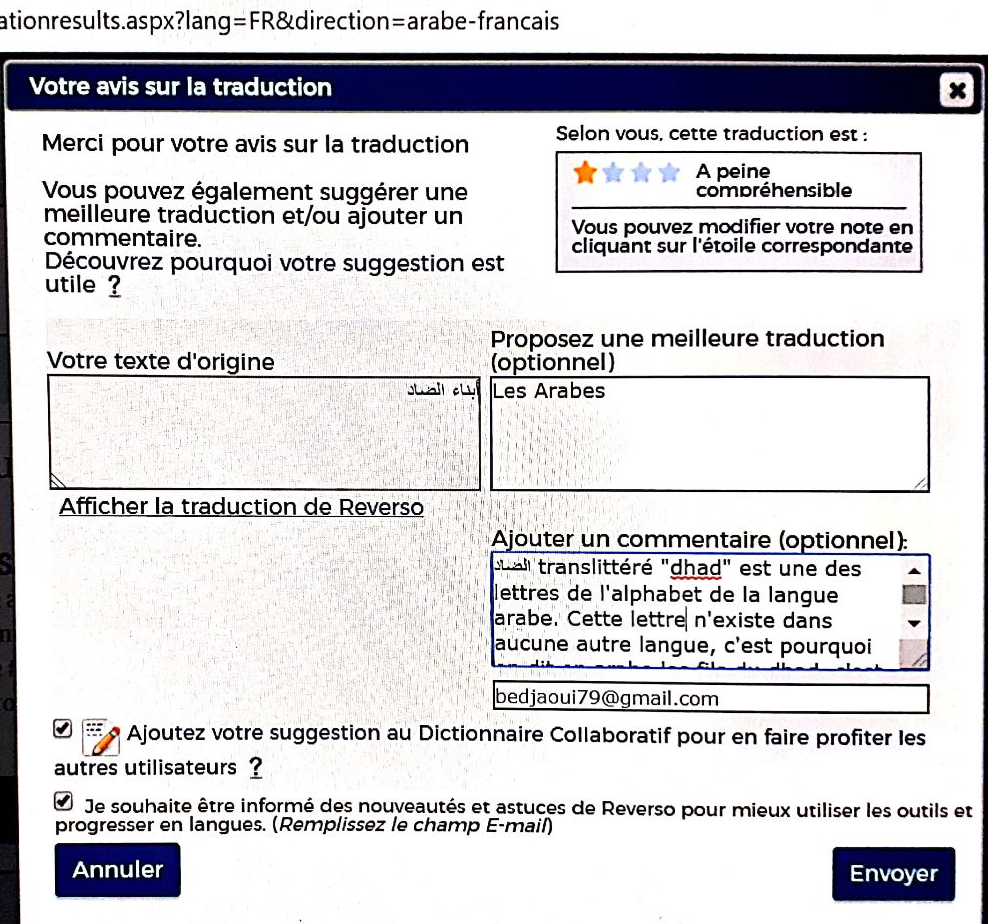 ationresults.aspx?lang=FR&direction=arabe-francais
Votre avis sur la traduction
Merci pour votre avis sur la traduction
Vous pouvez également suggérer une
meilleure traduction et/ou ajouter un
commentaire.
Découvrez pourquoi votre suggestion est
utile ?
Selon vous, cette traduction est :
A peine
compréhensible
Vous pouvez modifier votre note en
cliquant sur l'étoile correspondante
Votre texte d'origine
أبناء الضاد
Afficher la traduction de Reverso
Proposez une meilleure traduction
(optionnel)
Les Arabes
Ajouter un commentaire (optionnel):
الضاد translittéré "dhad" est une des
lettres de l'alphabet de la langue
arabe. Cette lettre n'existe dans
aucune autre langue, c'est pourquoi
bedjaoui79@gmail.com
Ajoutez votre suggestion au Dictionnaire Collaboratif pour en faire profiter les
autres utilisateurs ?
Je souhaite être informé des nouveautés et astuces de Reverso pour mieux utiliser les outils et
progresser en langues. (Remplissez le champ E-mail)
Annuler
Envoyer